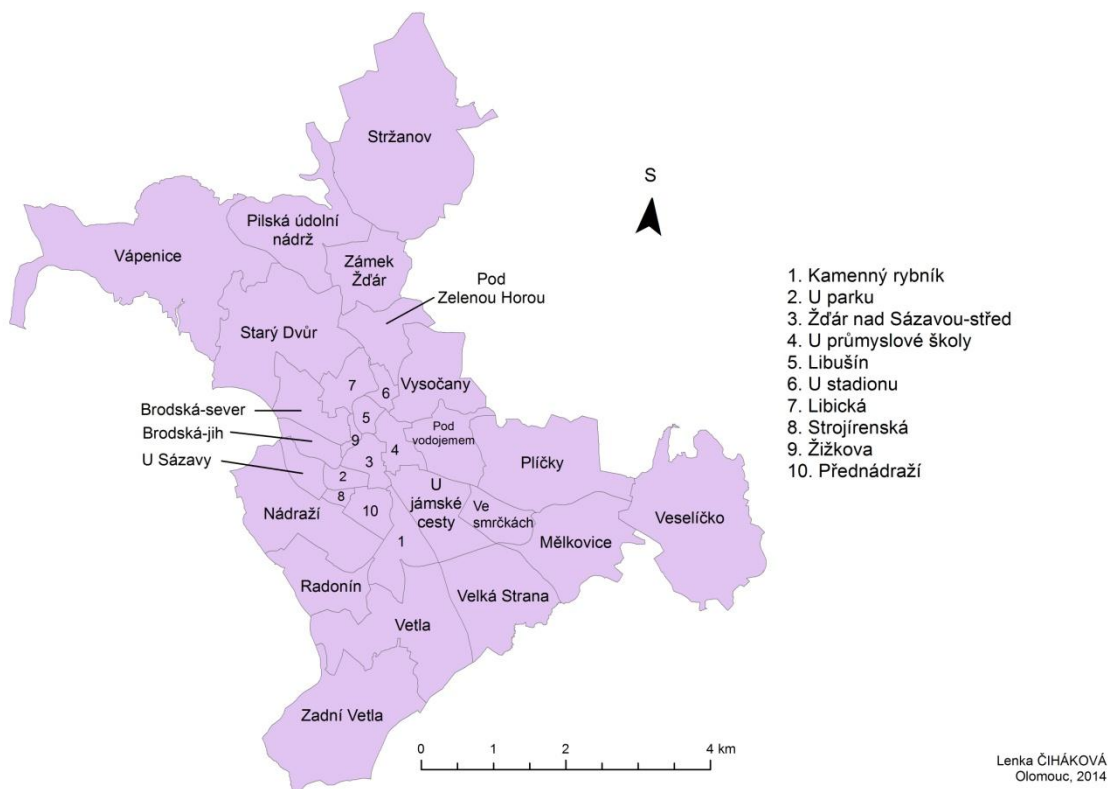 Stržanov
S
Pilská údolní
nádrž
Vápenice
Zámek
Žďár
Pod
Zelenou Horou
Starý Dvůr
1. Kamenný rybník
2. U parku
3. Žďár nad Sázavou-střed
4. U průmyslové školy
5. Libušín
6. U stadionu
7. Libická
8. Strojírenská
9. Žižkova
10. Přednádraží
7
6
Vysočany
Brodská-sever
5
Brodská-jih
9
Pod
vodojemem
4
U Sázavy
3
Plíčky
2
8
10
Nádraží
U
jámské
cesty
Ve
smrčkách
Veselíčko
1
Mělkovice
Radonín
Velká Strana
Vetla
Zadní Vetla
0 1 2 4 km
Lenka ČIHÁKOVÁ
Olomouc, 2014